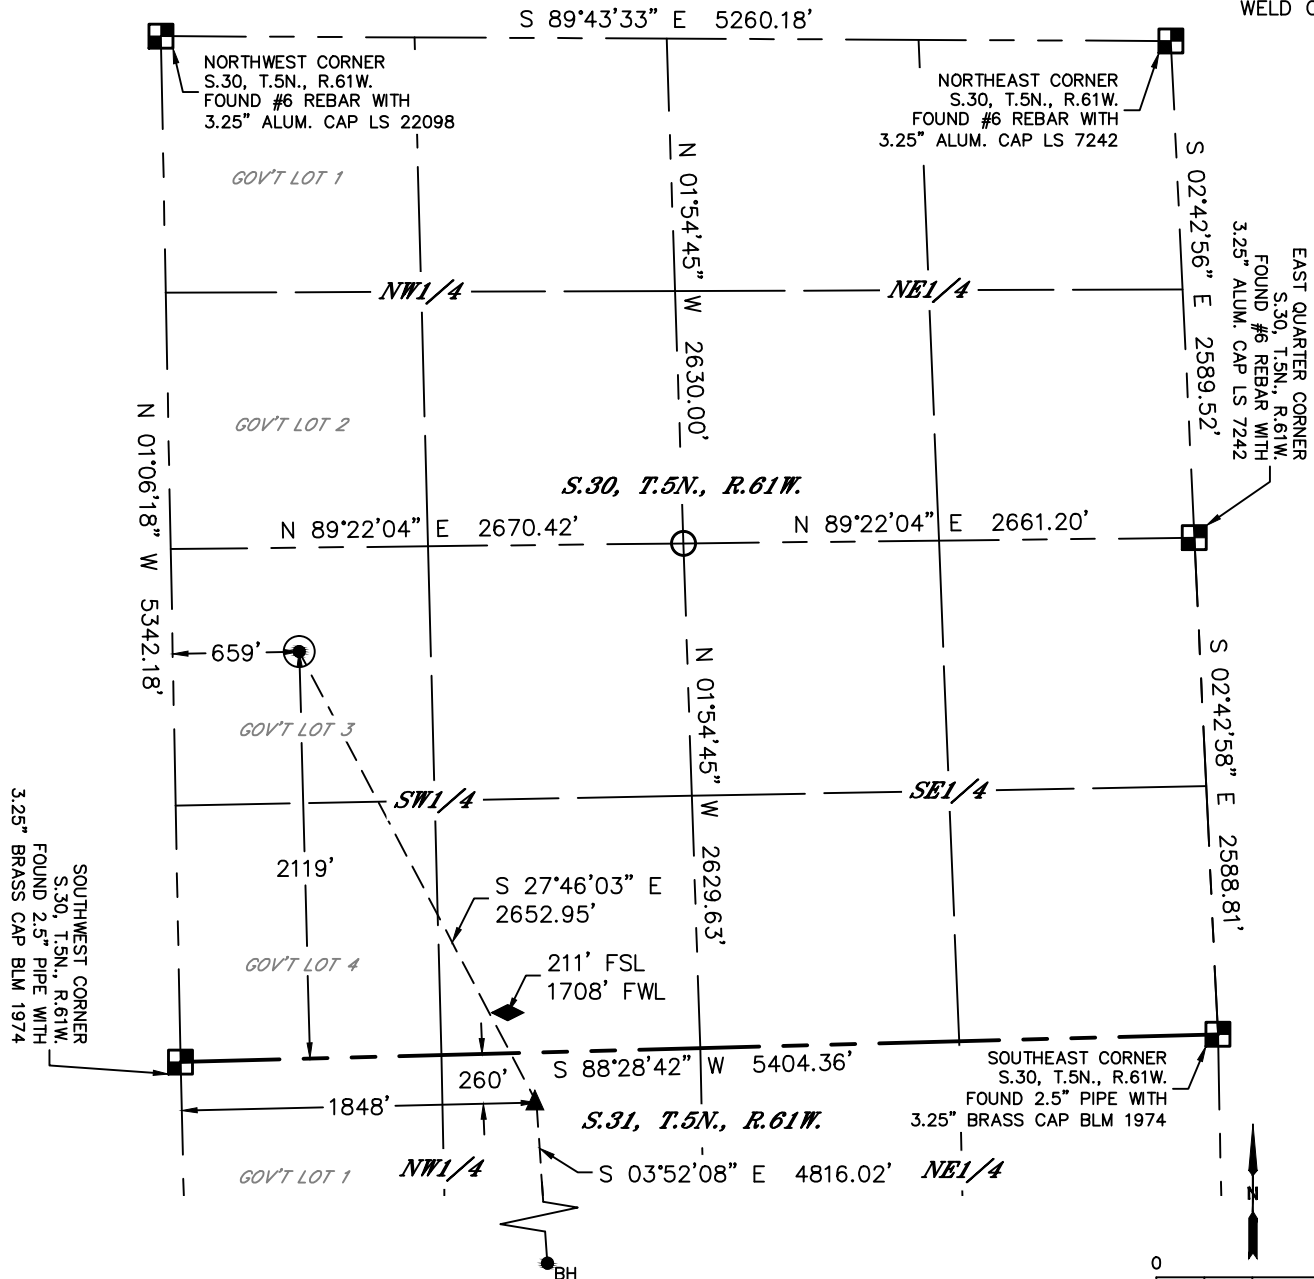 S 89°43'33" E 5260.18'
WELD C
NORTHWEST CORNER
S.30, T.5N., R.61W.
FOUND #6 REBAR WITH
3.25" ALUM. CAP LS 22098
NORTHEAST CORNER
S.30, T.5N., R.61W.
FOUND #6 REBAR WITH
3.25" ALUM. CAP LS 7242
GOV'T LOT 1
N 01°54'45" W 2630.00'
S 02°42'56" E 2589.52'
EAST QUARTER CORNER
S.30, T.5N., R.61W.
FOUND #6 REBAR WITH
3.25" ALUM. CAP LS 7242
NW1/4
NE1/4
GOV'T LOT 2
N 01°06'18" W 5342.18'
S.30, T.5N., R.61W.
N 89°22'04" E 2670.42'
N 89°22'04" E 2661.20'
659'
GOV'T LOT 3
N 01°54'45" W 2629.63'
S 02°42'58" E 2588.81'
SW1/4
SE1/4
2119'
S 27°46'03" E
2652.95'
GOV'T LOT 4
211' FSL
1708' FWL
SOUTHWEST CORNER
S.30, T.5N., R.61W.
FOUND 2.5" PIPE WITH
3.25" BRASS CAP BLM 1974
S 88°28'42" W 5404.36'
260'
1848'
SOUTHEAST CORNER
S.30, T.5N., R.61W.
FOUND 2.5" PIPE WITH
3.25" BRASS CAP BLM 1974
S.31, T.5N., R.61W.
GOV'T LOT 1
NW1/4
S 03°52'08" E 4816.02'
NE1/4
N
0
BH